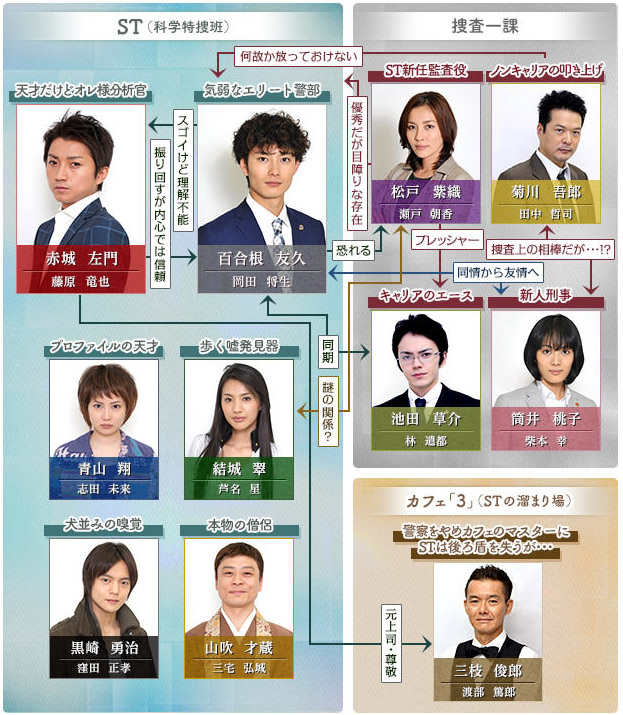 ST（科学特捜班）
捜査一課
何故か放っておけない
天才だけどオレ様分析官
気弱なエリート警部
ST新任監査役
ノンキャリアの叩き上げ
スゴイけど理解不能
振り回すが内心では信頼
優秀だが目障りな存在
赤城 左門
藤原 竜也
百合根 友久
岡田 将生
松戸 紫織
瀬戸 朝香
菊川 吾郎
田中 哲司
恐れる
プレッシャー
捜査上の相棒だが…!?
同情から友情へ
キャリアのエース
新人刑事
同期
プロファイルの天才
歩く嘘発見器
謎の関係？
池田 草介
林 遣都
筒井 桃子
柴本 幸
青山 翔
志田 未来
結城 翠
芦名 星
カフェ「3」（STの溜まり場）
警察をやめカフェのマスターに
STは後ろ盾を失うが…
犬並みの嗅覚
本物の僧侶
元上司・尊敬
黒崎 勇治
窪田 正孝
山吹 才蔵
三宅 弘城
三枝 俊郎
渡部 篤郎